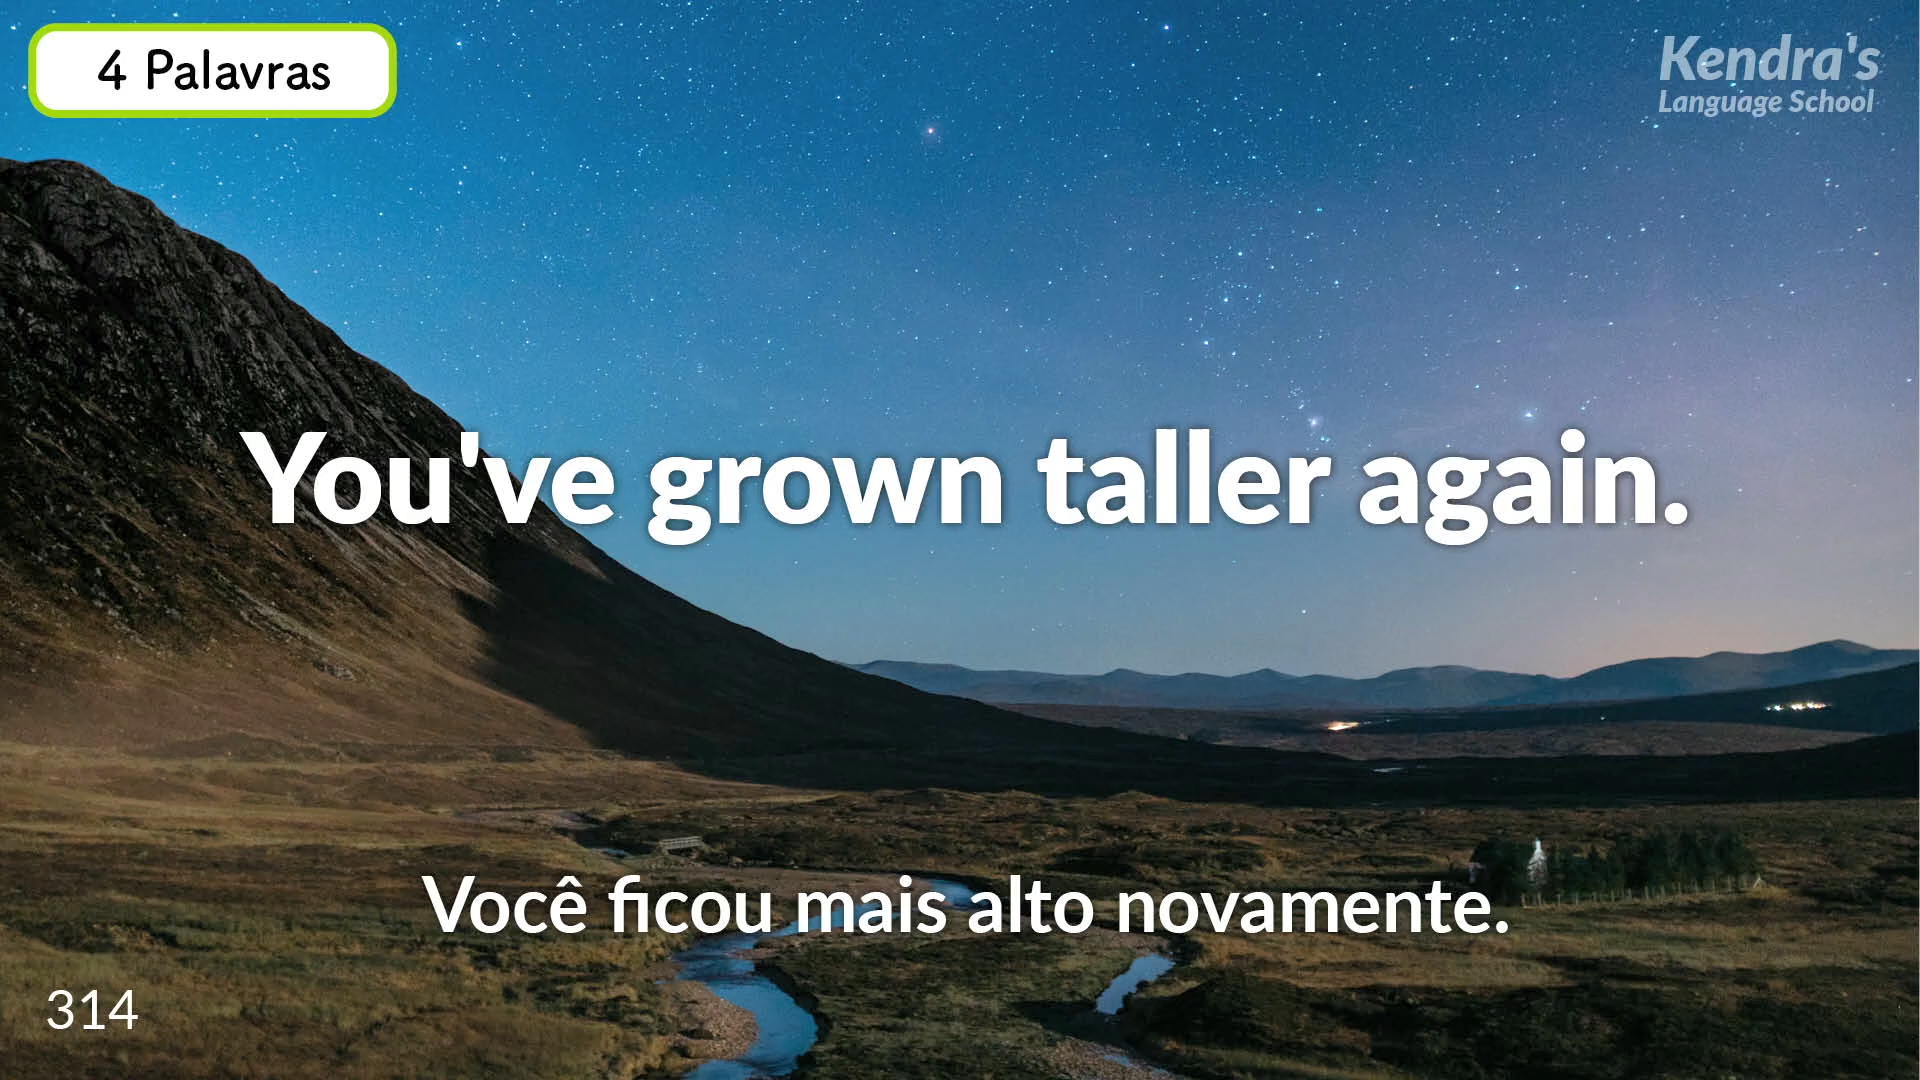 4 Palavras
Kendra's
Language School
You've grown taller again.
Você ficou mais alto novamente.
314